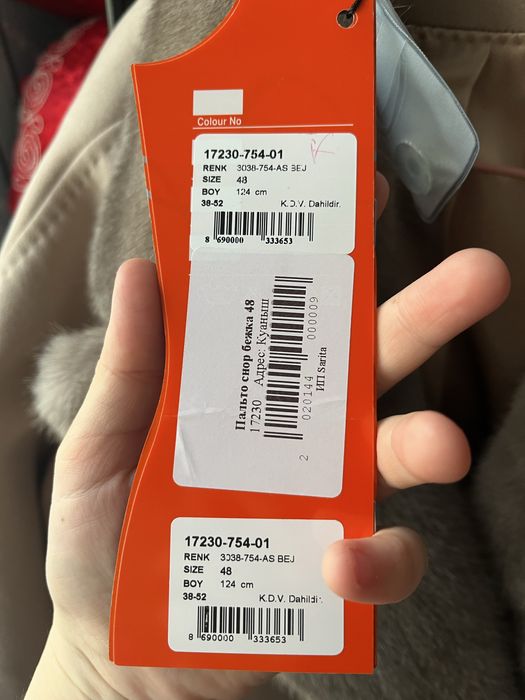 Colour No
17230-754-01
RENK 3038-754-AS BEJ
SIZE 48
BOY 124 cm
38-52 K.D.V. Dahildir.
8 690000 333653
Пальто снор бежка 48
17230 Адрес: Куаныш
2 020144 000009
ИП Sarita
17230-754-01
RENK 3038-754-AS BEJ
SIZE 48
BOY 124 cm
38-52 K.D.V. Dahildir.
8 690000 333653